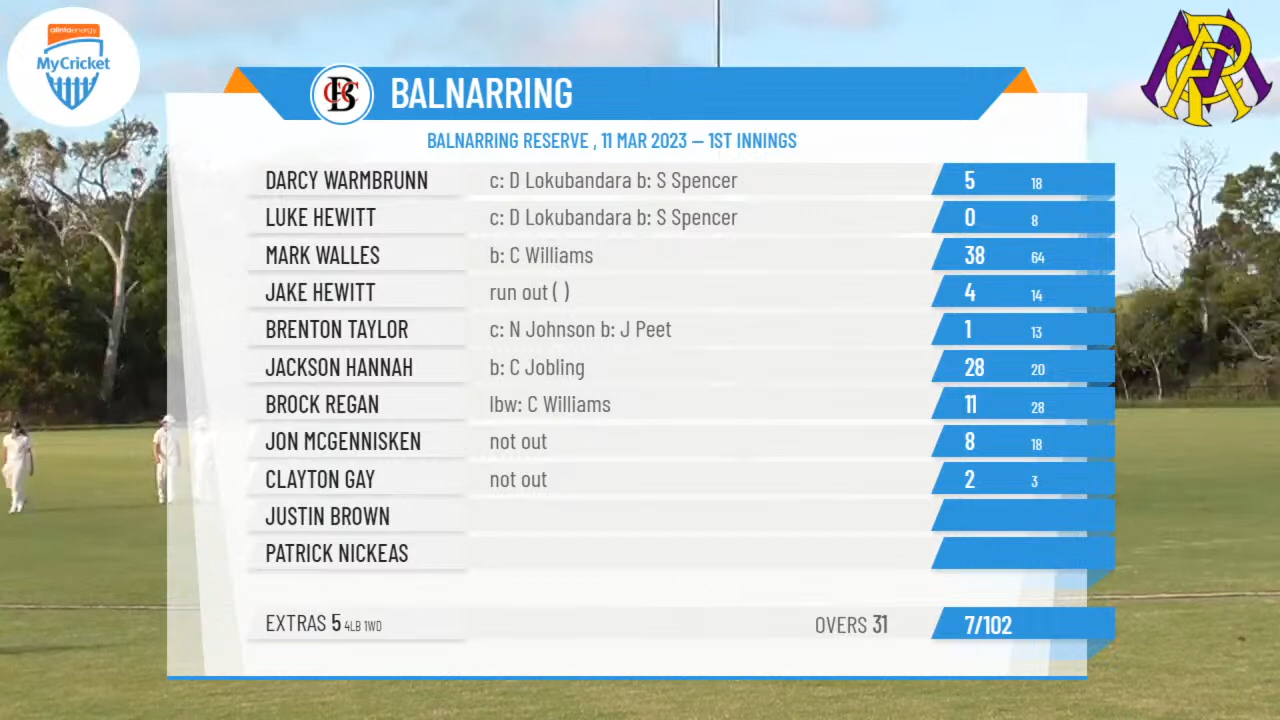 alintaenergy
MyCricket
BALNARRING
BALNARRING RESERVE , 11 MAR 2023 – 1ST INNINGS
DARCY WARMBRUNN c: D Lokubandara b: S Spencer 5 18
LUKE HEWITT c: D Lokubandara b: S Spencer 0 8
MARK WALLES b: C Williams 38 64
JAKE HEWITT run out ( ) 4 14
BRENTON TAYLOR c: N Johnson b: J Peet 1 13
JACKSON HANNAH b: C Jobling 28 20
BROCK REGAN lbw: C Williams 11 28
JON MCGENNISKEN not out 8 18
CLAYTON GAY not out 2 3
JUSTIN BROWN
PATRICK NICKEAS
EXTRAS 5 4LB 1WD OVERS 31 7/102